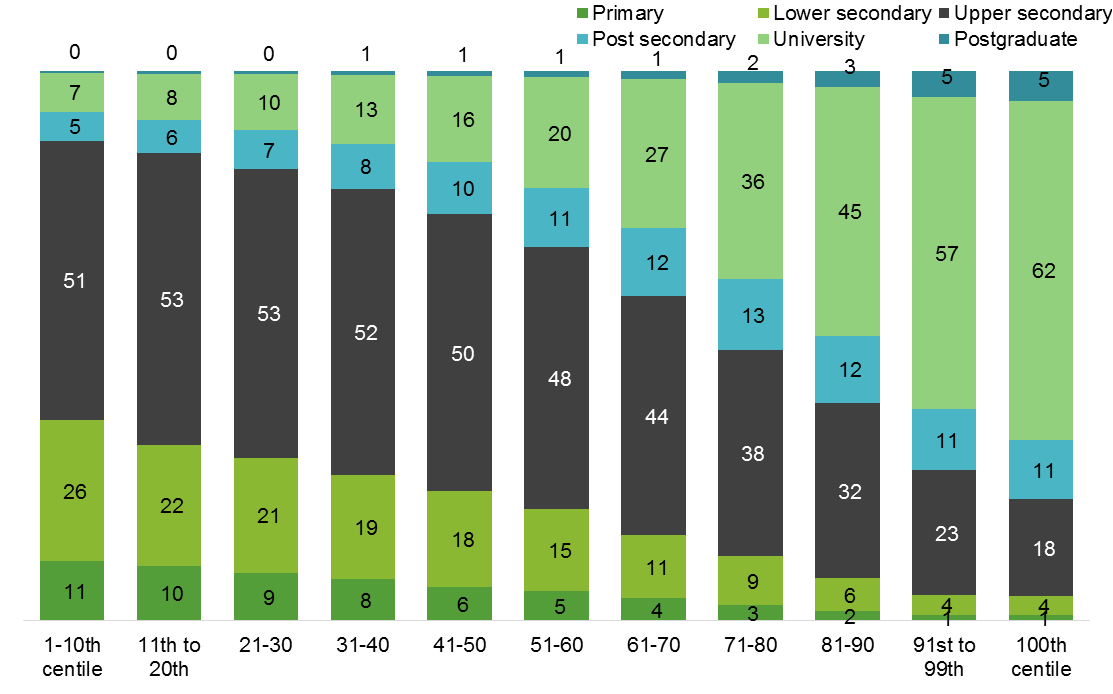 Primary
Lower secondary
Upper secondary
Post secondary
University
Postgraduate
0 0 0 1 1 1 1 2 3 5 5
7 8 10 13 16 20 27 36 45 57 62
5 6 7 8 10 11 12 13 12 11 11
51 53 53 52 50 48 44 38 32 23 18
26 22 21 19 18 15 11 9 6 4 4
11 10 9 8 6 5 4 3 2 1 1
1-10th
centile
11th to
20th
21-30
31-40
41-50
51-60
61-70
71-80
81-90
91st to
99th
100th
centile